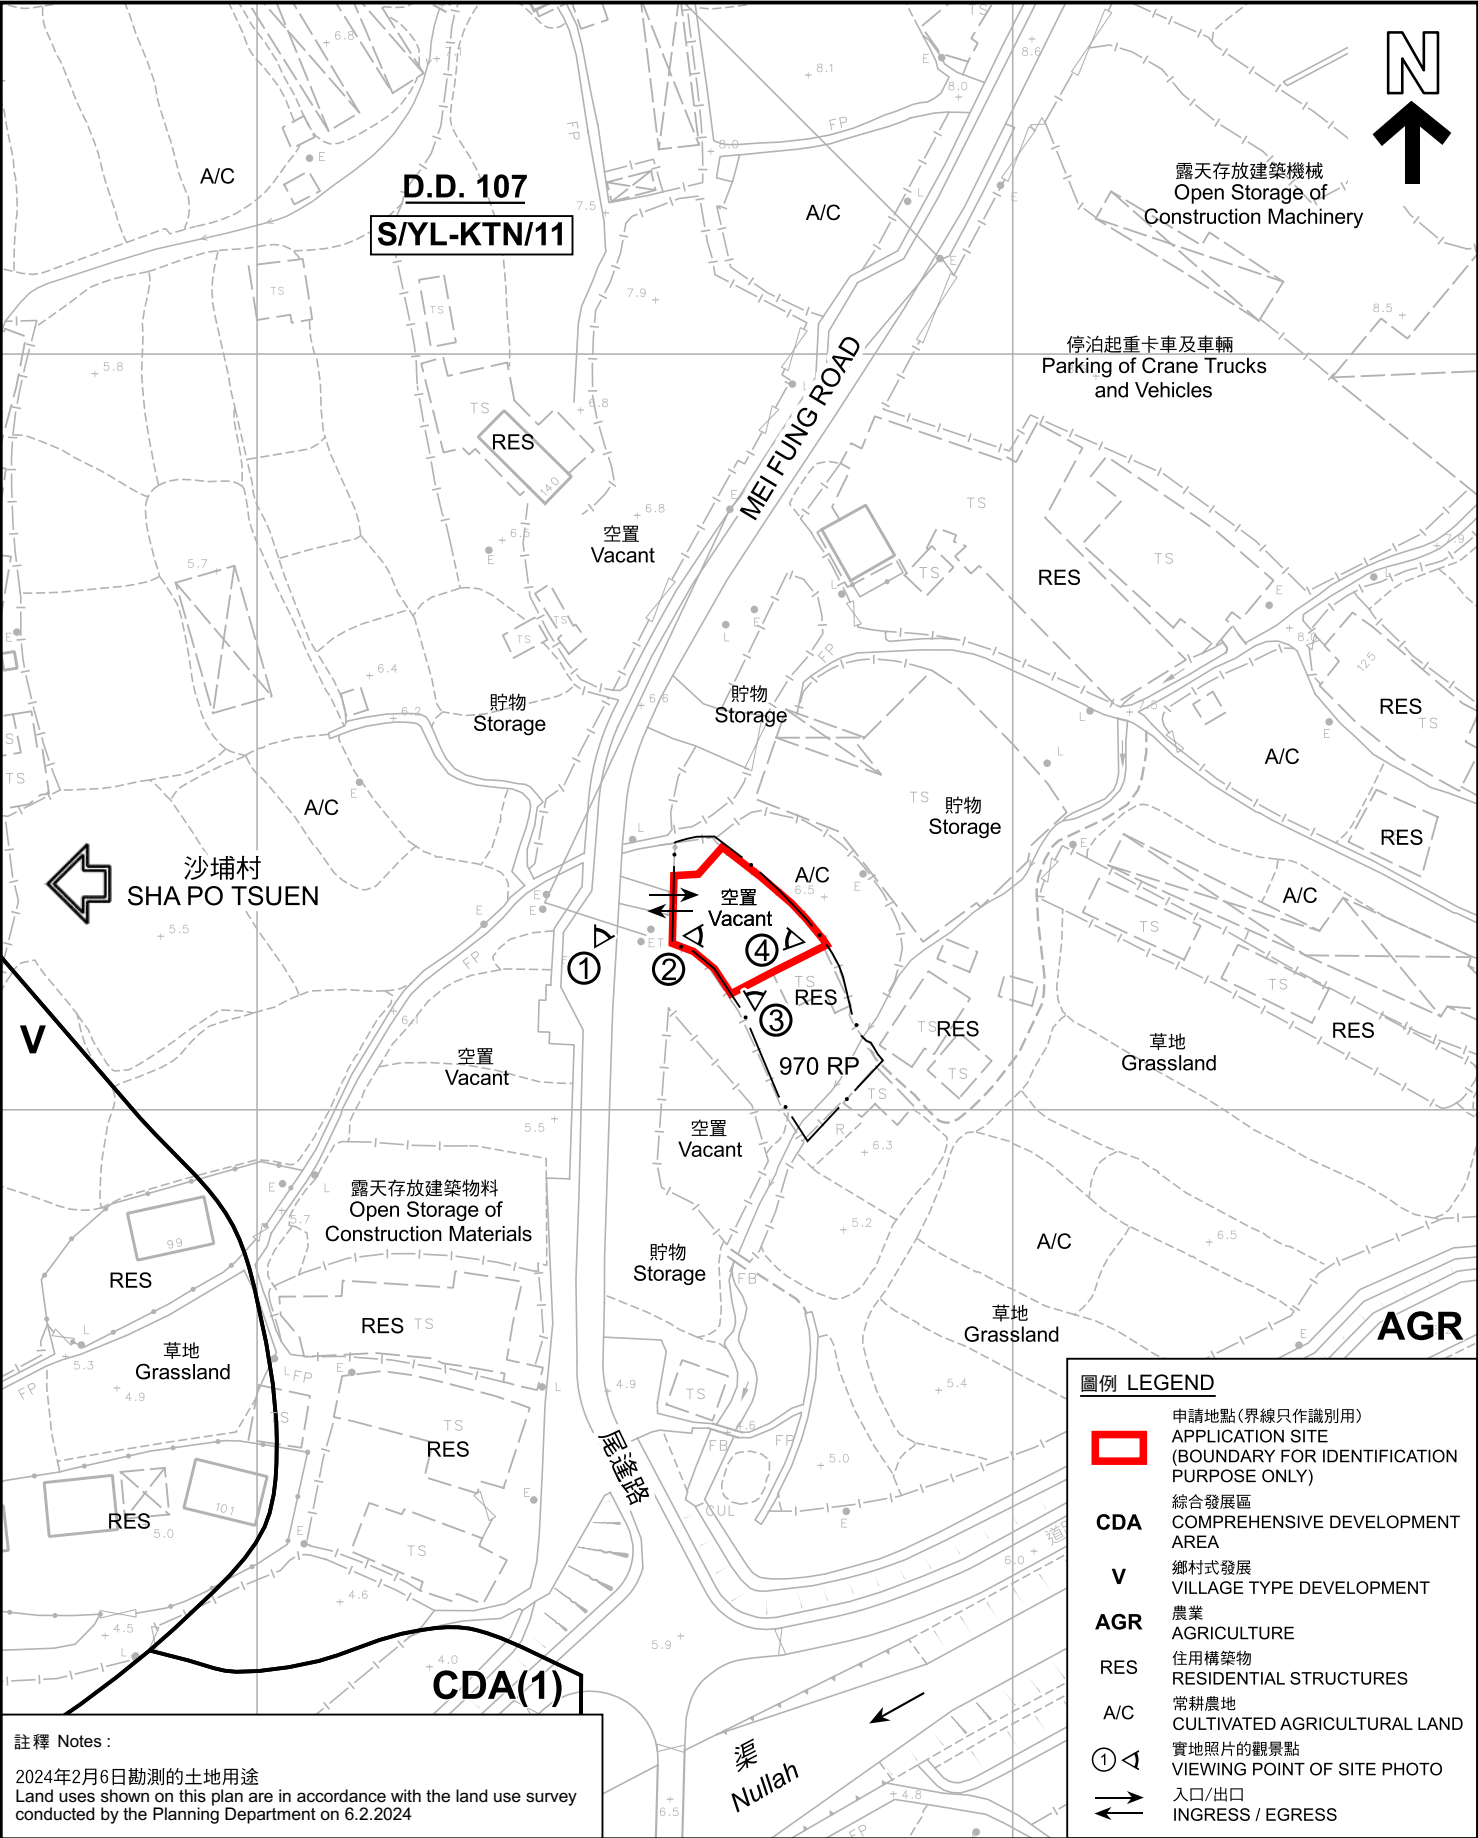 N
D.D. 107
S/YL-KTN/11
A/C
A/C
露天存放建築機械
Open Storage of
Construction Machinery
停泊起重卡車及車輛
Parking of Crane Trucks
and Vehicles
MEI FUNG ROAD
RES
空置
Vacant
RES
貯物
Storage
貯物
Storage
RES
A/C
A/C
貯物
Storage
RES
沙埔村
SHA PO TSUEN
A/C
空置
Vacant
A/C
1
2
3
4
RES
RES
RES
970 RP
V
空置
Vacant
草地
Grassland
空置
Vacant
露天存放建築物料
Open Storage of
Construction Materials
貯物
Storage
A/C
RES
RES
草地
Grassland
草地
Grassland
AGR
RES
RES
尾逢路
CDA(1)
渠
Nullah
圖例 LEGEND
申請地點(界線只作識別用)
APPLICATION SITE
(BOUNDARY FOR IDENTIFICATION
PURPOSE ONLY)
CDA
綜合發展區
COMPREHENSIVE DEVELOPMENT
AREA
V
鄉村式發展
VILLAGE TYPE DEVELOPMENT
AGR
農業
AGRICULTURE
RES
住用構築物
RESIDENTIAL STRUCTURES
A/C
常耕農地
CULTIVATED AGRICULTURAL LAND
1
實地照片的觀景點
VIEWING POINT OF SITE PHOTO
入口/出口
INGRESS / EGRESS
註釋 Notes :
2024年2月6日勘測的土地用途
Land uses shown on this plan are in accordance with the land use survey
conducted by the Planning Department on 6.2.2024